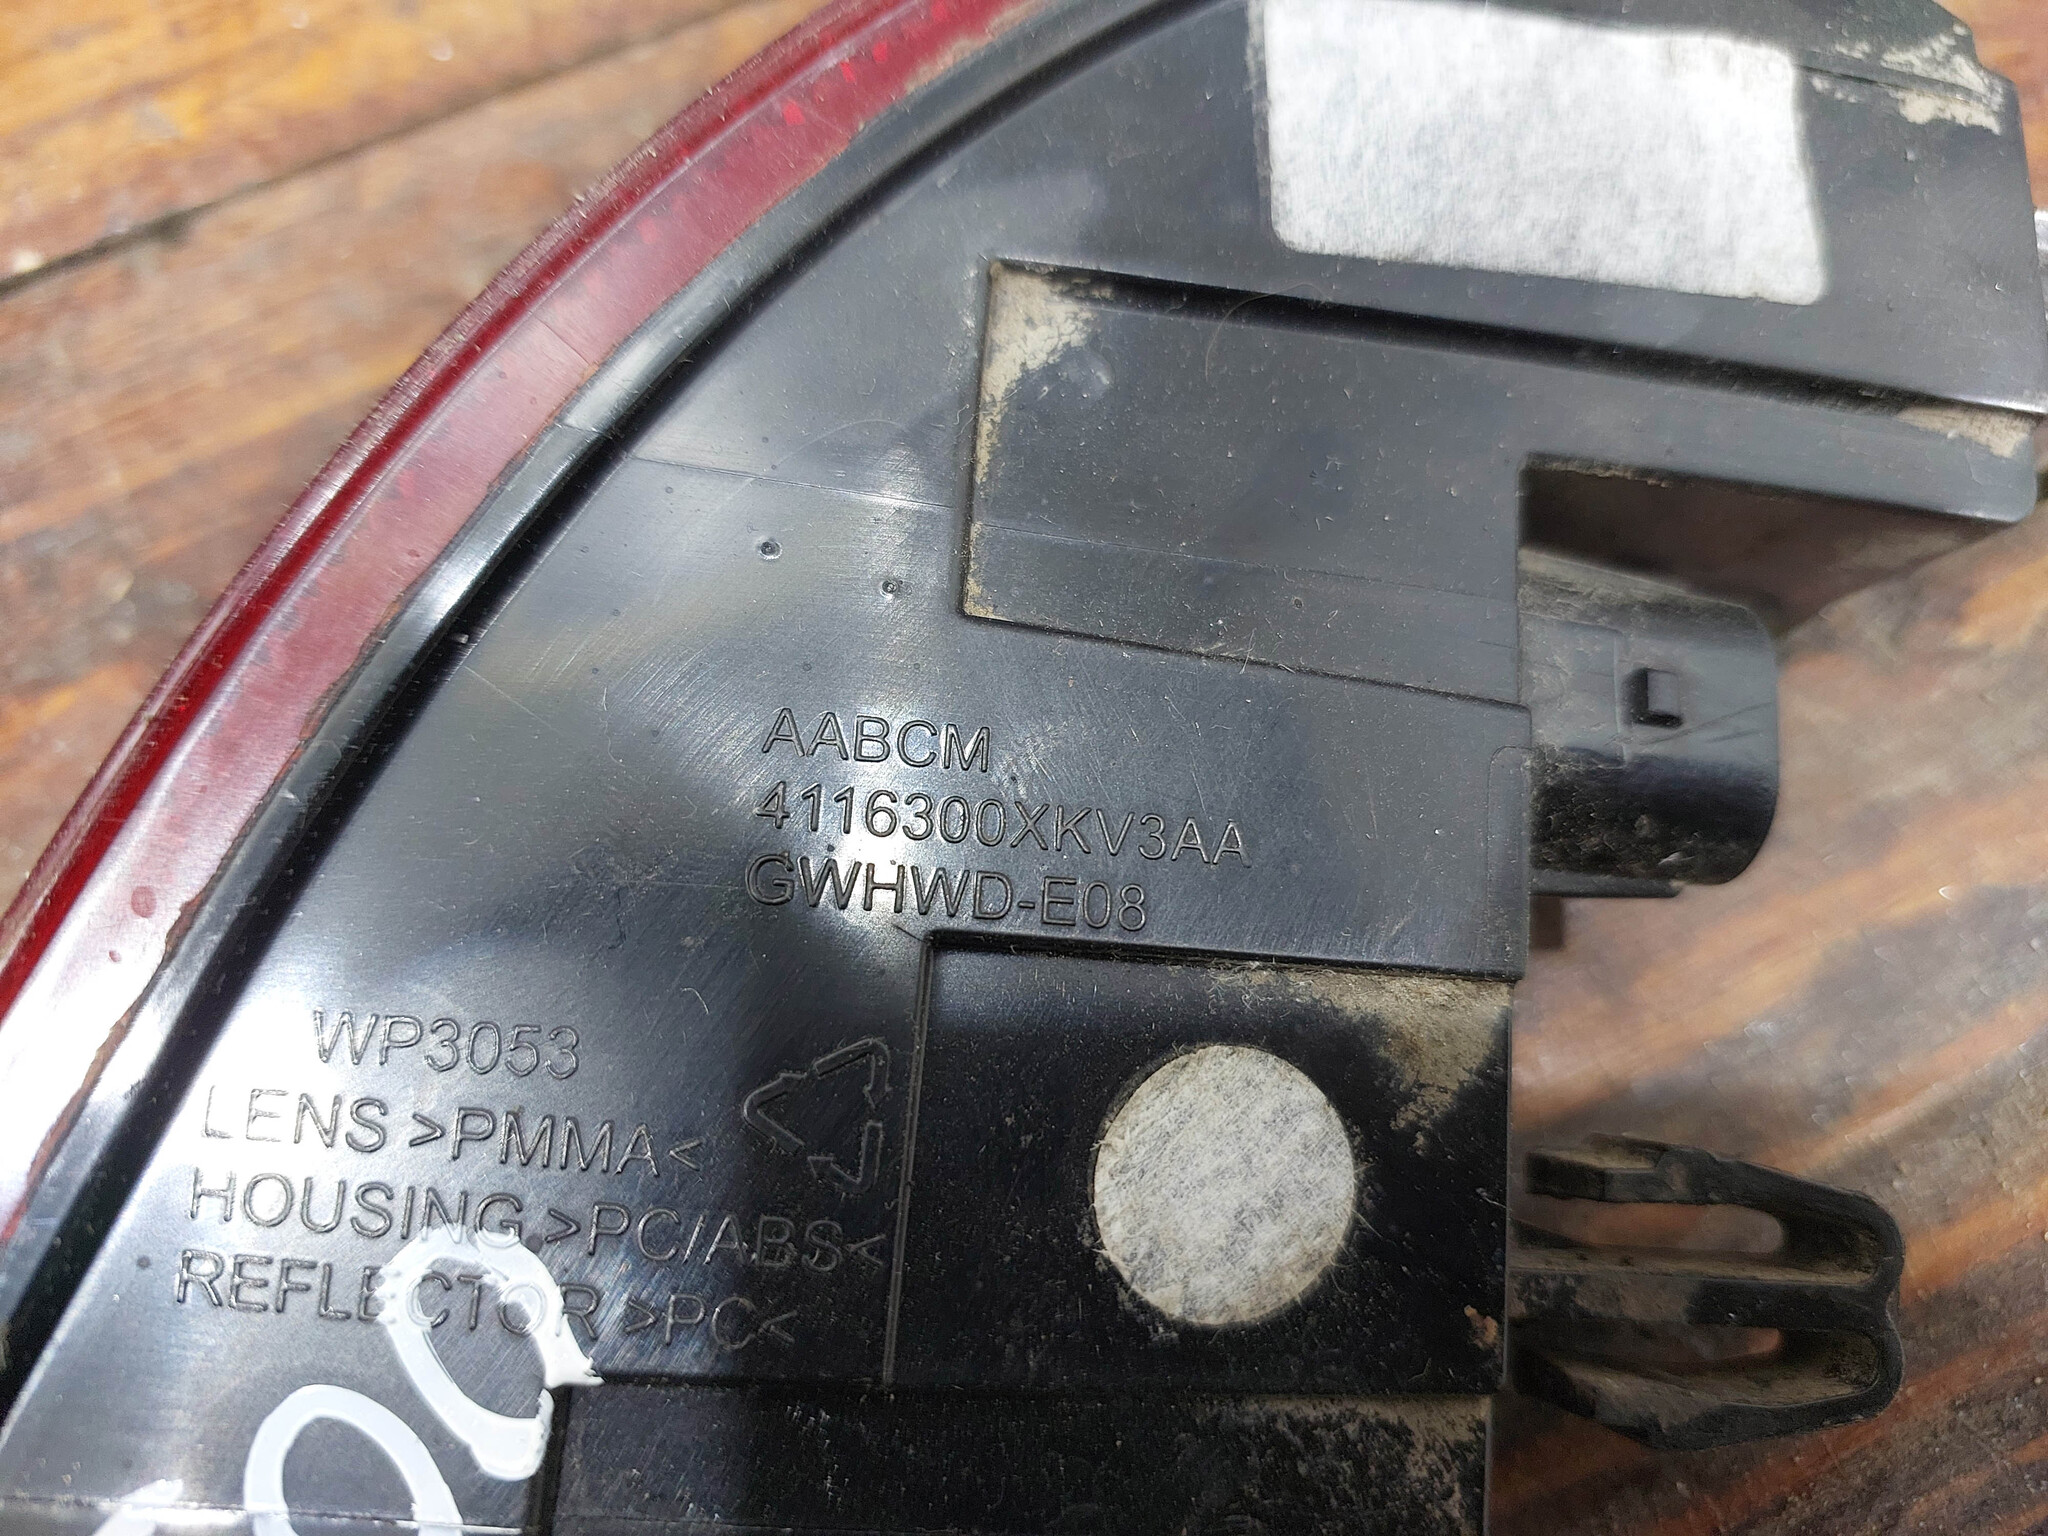 AABCM
4116300XKV3AA
GWHWD-E08
WP3053
LENS >PMMA<
HOUSING >PC/ABS<
REFLECTOR >PC<